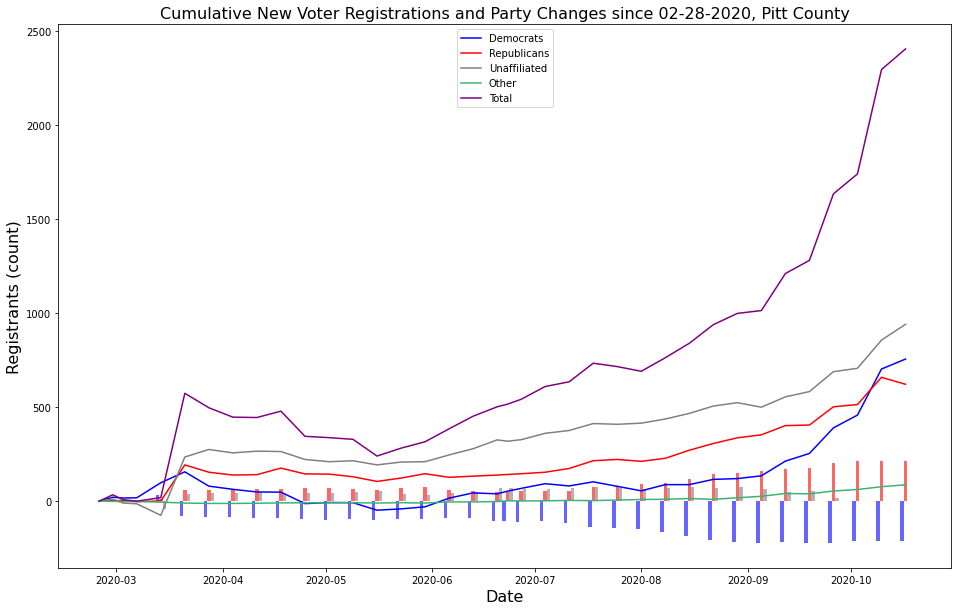 Cumulative New Voter Registrations and Party Changes since 02-28-2020, Pitt County
Democrats
Republicans
Unaffiliated
Other
Total
Registrants (count)
2500
2000
1500
1000
500
0
2020-03
2020-04
2020-05
2020-06
2020-07
2020-08
2020-09
2020-10
Date